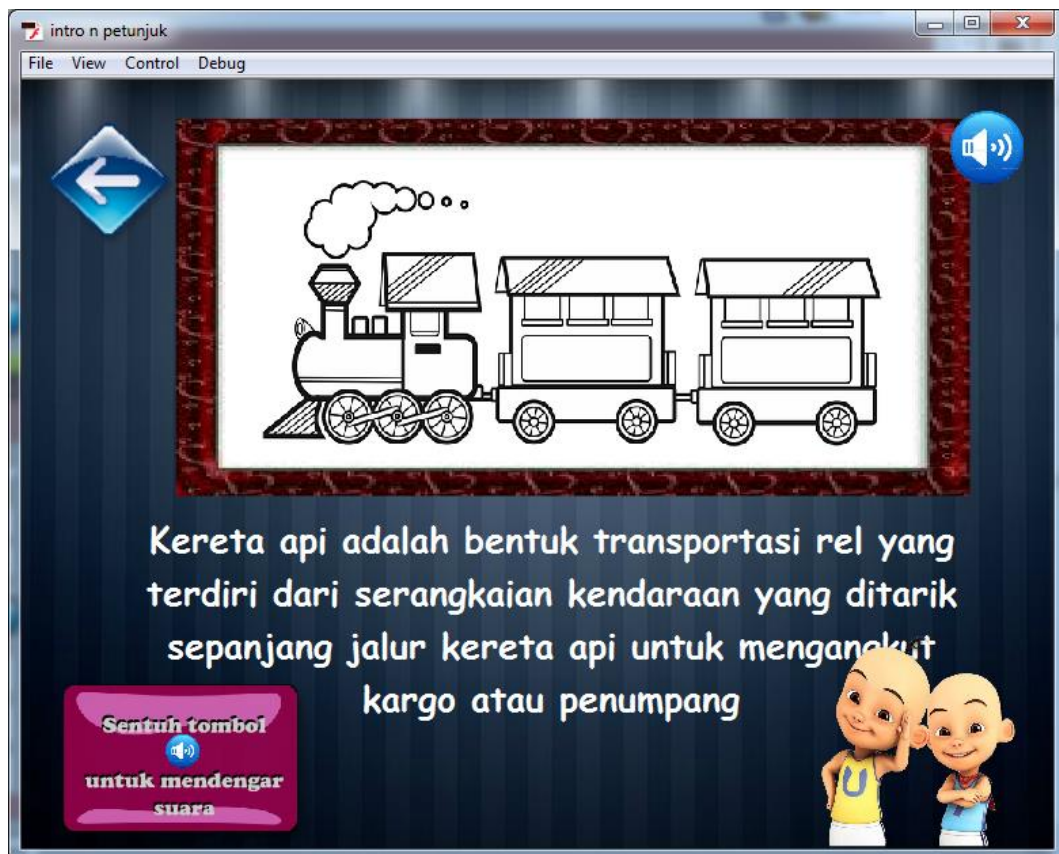 intro n petunjuk
File View Control Debug
Kereta api adalah bentuk transportasi rel yang
terdiri dari serangkaian kendaraan yang ditarik
sepanjang jalur kereta api untuk mengangkut
kargo atau penumpang
Sentuh tombol
untuk mendengar
suara
U